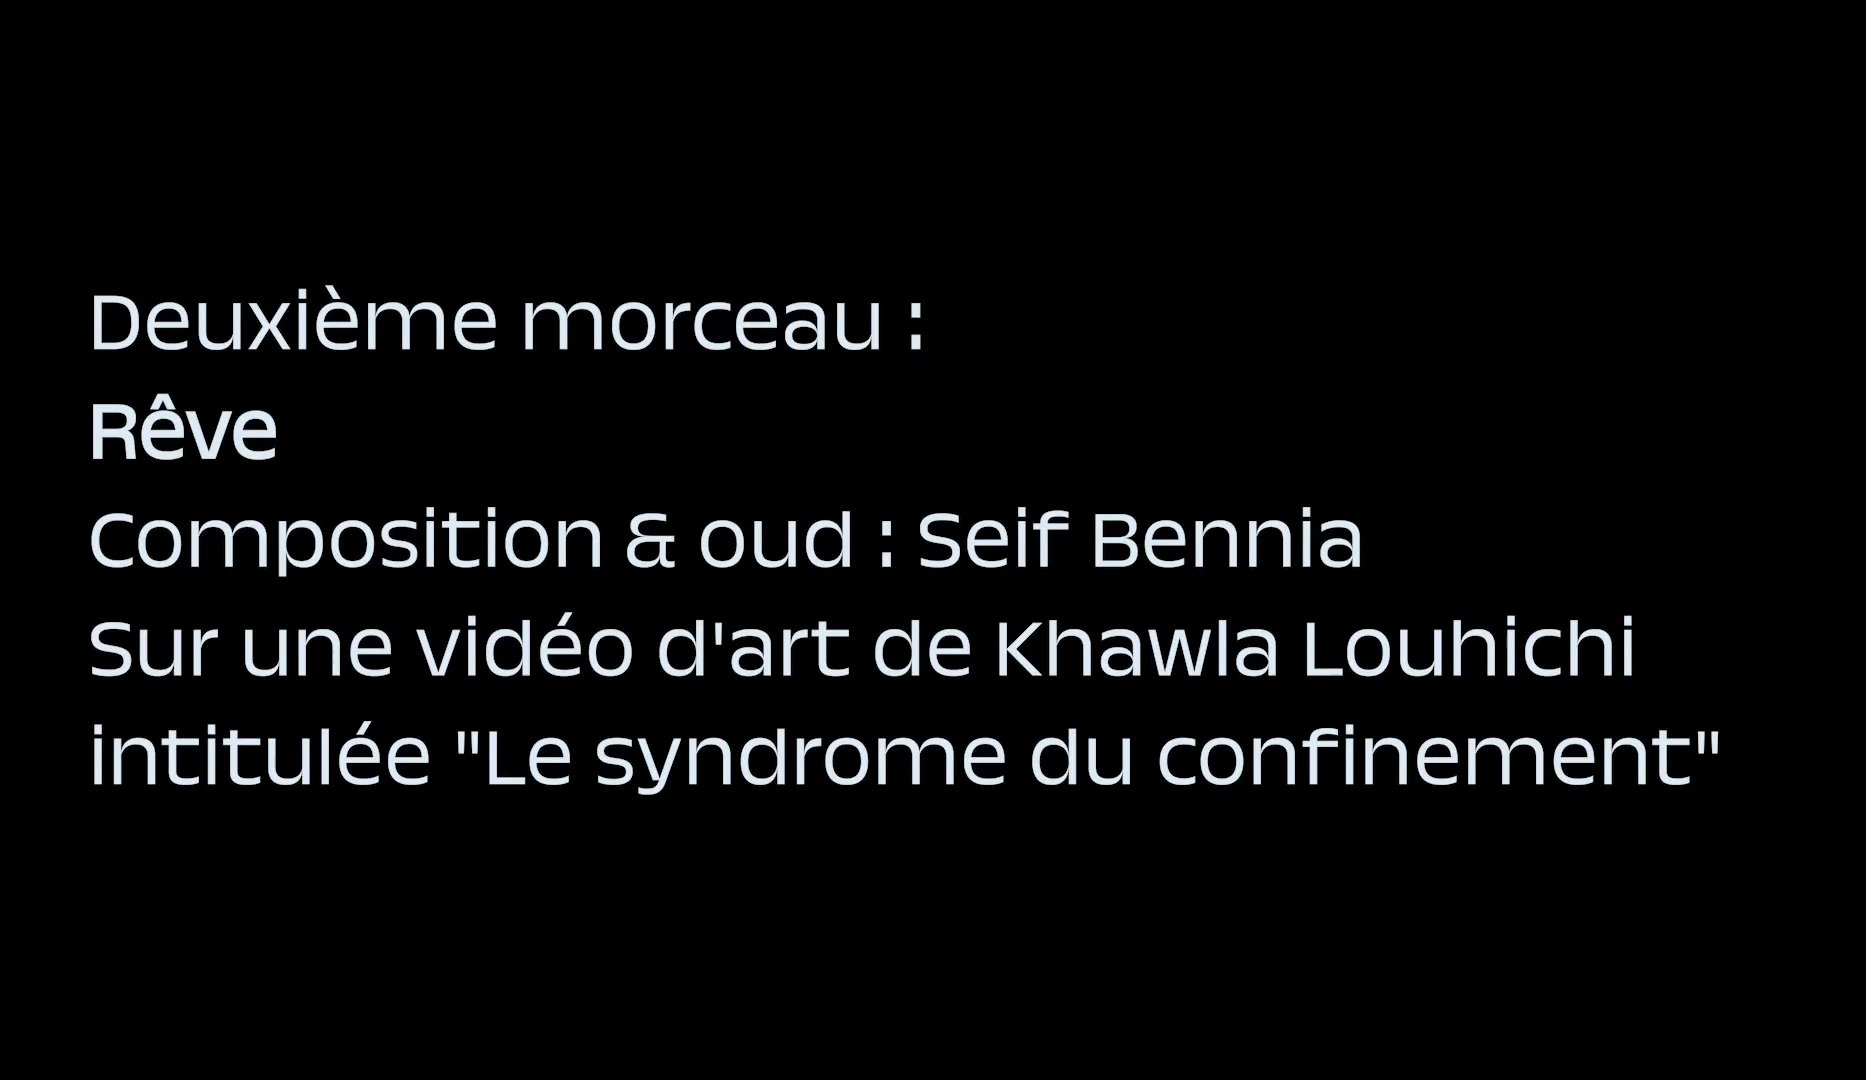 Deuxième morceau :
Rêve
Composition & oud : Seif Bennia
Sur une vidéo d'art de Khawla Louhichi
intitulée "Le syndrome du confinement"